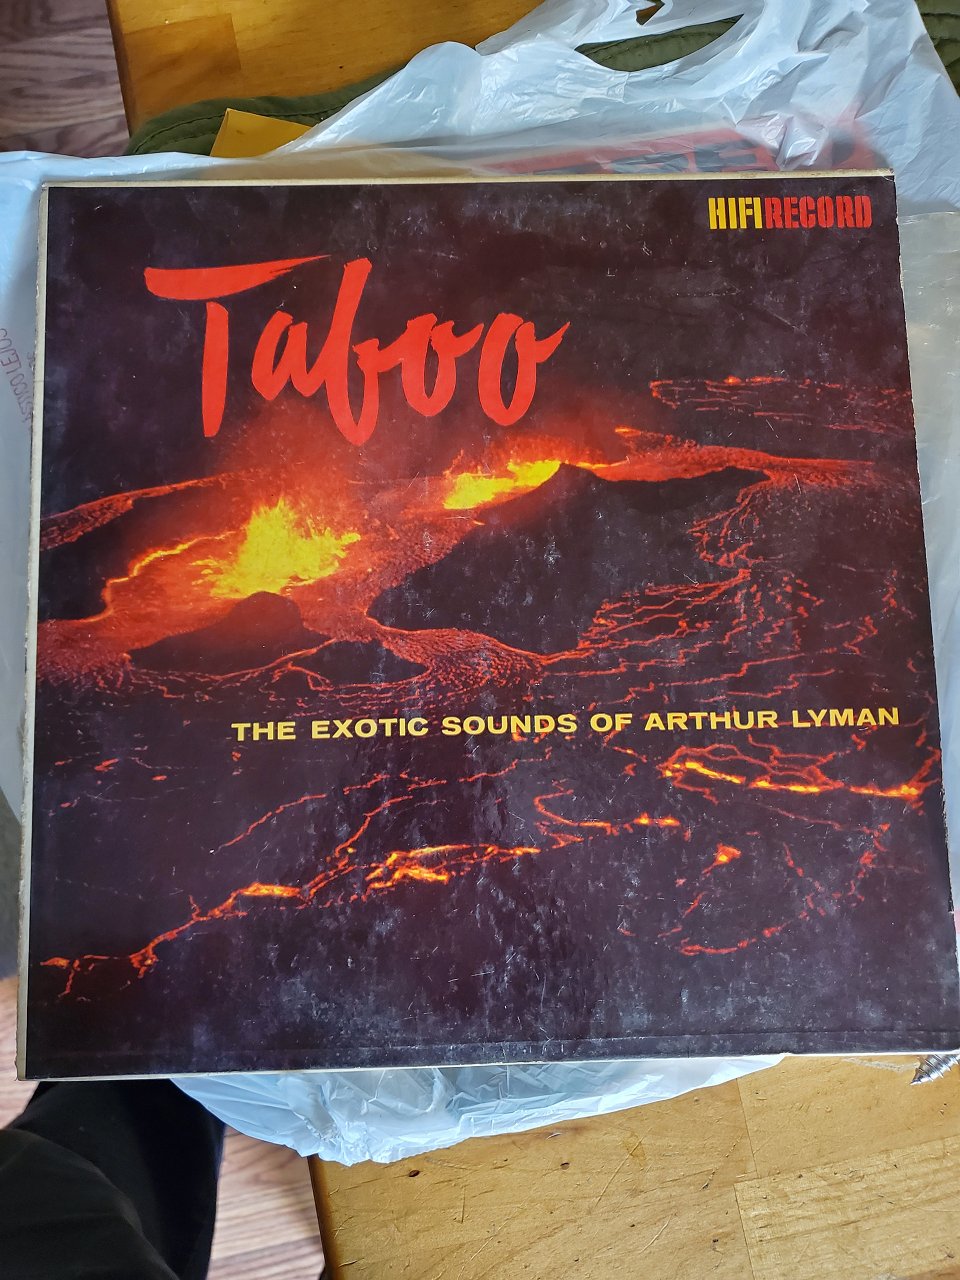 HIFIRECORD
Taboo
THE EXOTIC SOUNDS OF ARTHUR LYMAN